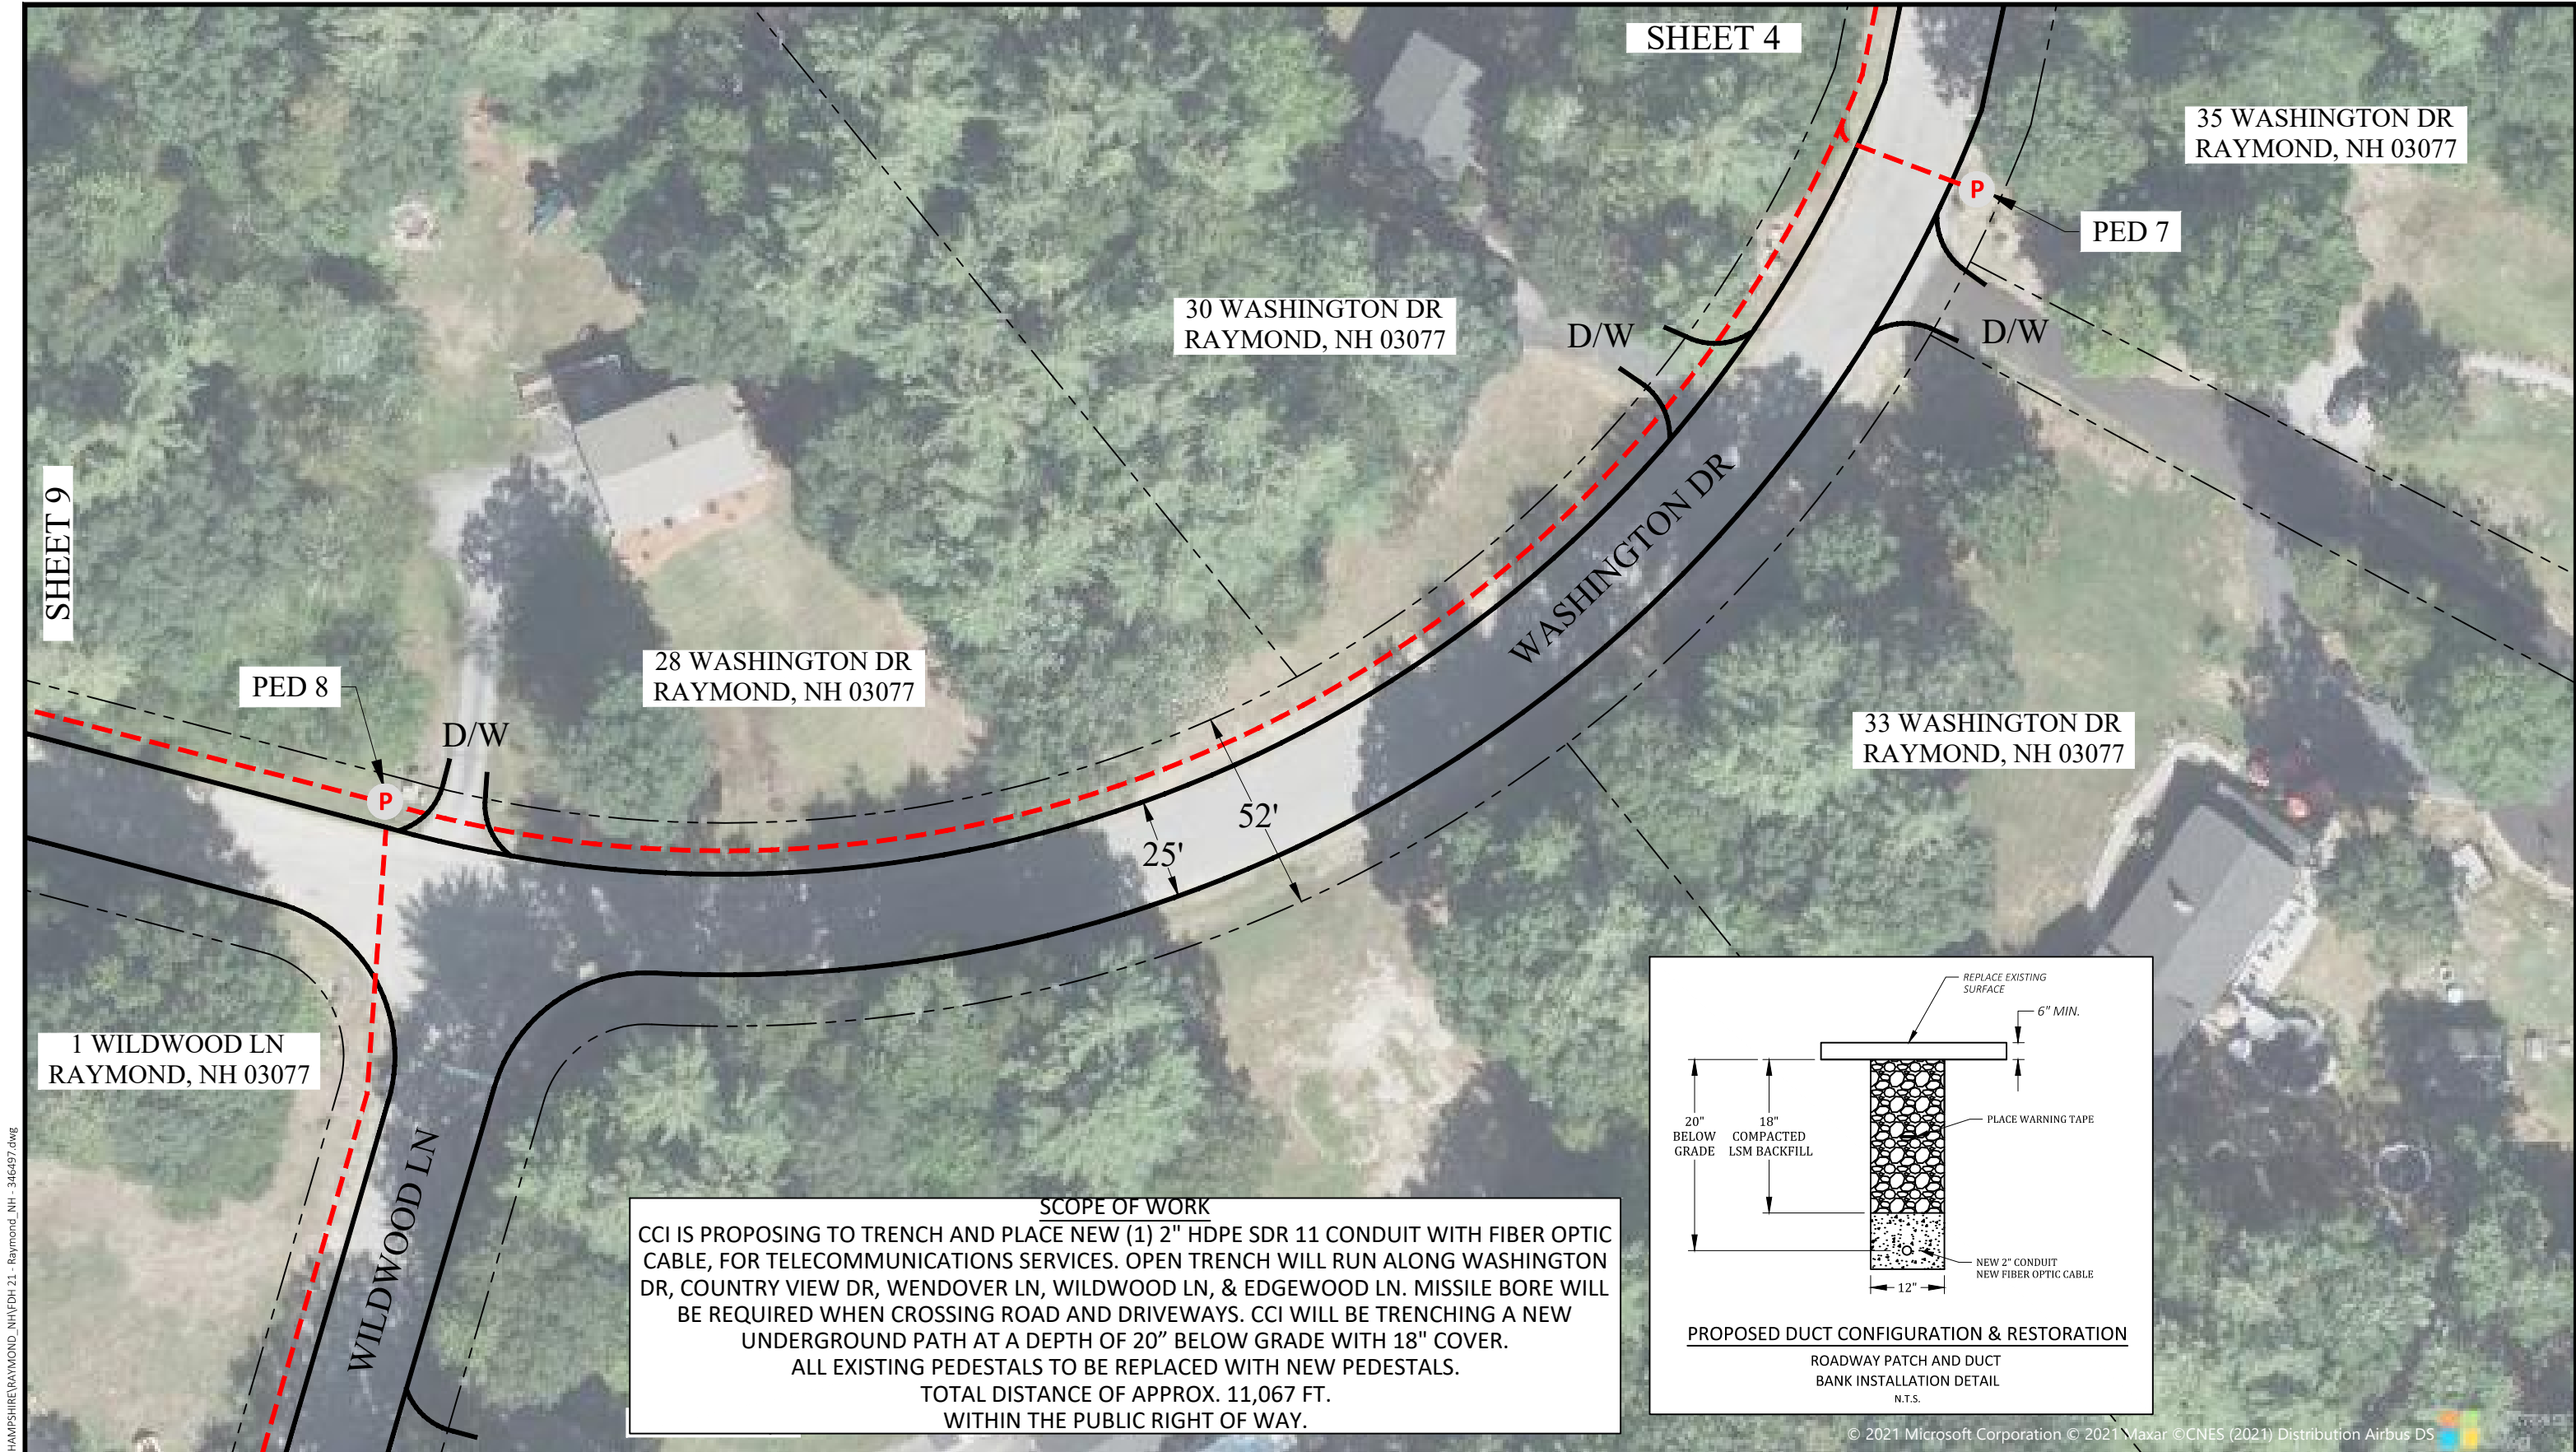 SHEET 4
35 WASHINGTON DR
RAYMOND, NH 03077
P
PED 7
30 WASHINGTON DR
RAYMOND, NH 03077
D/W
D/W
SHEET 9
WASHINGTON DR
28 WASHINGTON DR
RAYMOND, NH 03077
PED 8
D/W
33 WASHINGTON DR
RAYMOND, NH 03077
P
52'
25'
1 WILDWOOD LN
RAYMOND, NH 03077
WILDWOOD LN
REPLACE EXISTING
SURFACE
6" MIN.
20"
BELOW
GRADE
18"
COMPACTED
LSM BACKFILL
PLACE WARNING TAPE
NEW 2" CONDUIT
NEW FIBER OPTIC CABLE
12"
PROPOSED DUCT CONFIGURATION & RESTORATION
ROADWAY PATCH AND DUCT
BANK INSTALLATION DETAIL
N.T.S.
SCOPE OF WORK
CCI IS PROPOSING TO TRENCH AND PLACE NEW (1) 2" HDPE SDR 11 CONDUIT WITH FIBER OPTIC
CABLE, FOR TELECOMMUNICATIONS SERVICES. OPEN TRENCH WILL RUN ALONG WASHINGTON
DR, COUNTRY VIEW DR, WENDOVER LN, WILDWOOD LN, & EDGEWOOD LN. MISSILE BORE WILL
BE REQUIRED WHEN CROSSING ROAD AND DRIVEWAYS. CCI WILL BE TRENCHING A NEW
UNDERGROUND PATH AT A DEPTH OF 20” BELOW GRADE WITH 18" COVER.
ALL EXISTING PEDESTALS TO BE REPLACED WITH NEW PEDESTALS.
TOTAL DISTANCE OF APPROX. 11,067 FT.
WITHIN THE PUBLIC RIGHT OF WAY.
HAMPSHIRE\RAYMOND_NH\FDH 21 - Raymond_NH - 346497.dwg
© 2021 Microsoft Corporation © 2021 Maxar ©CNES (2021) Distribution Airbus DS